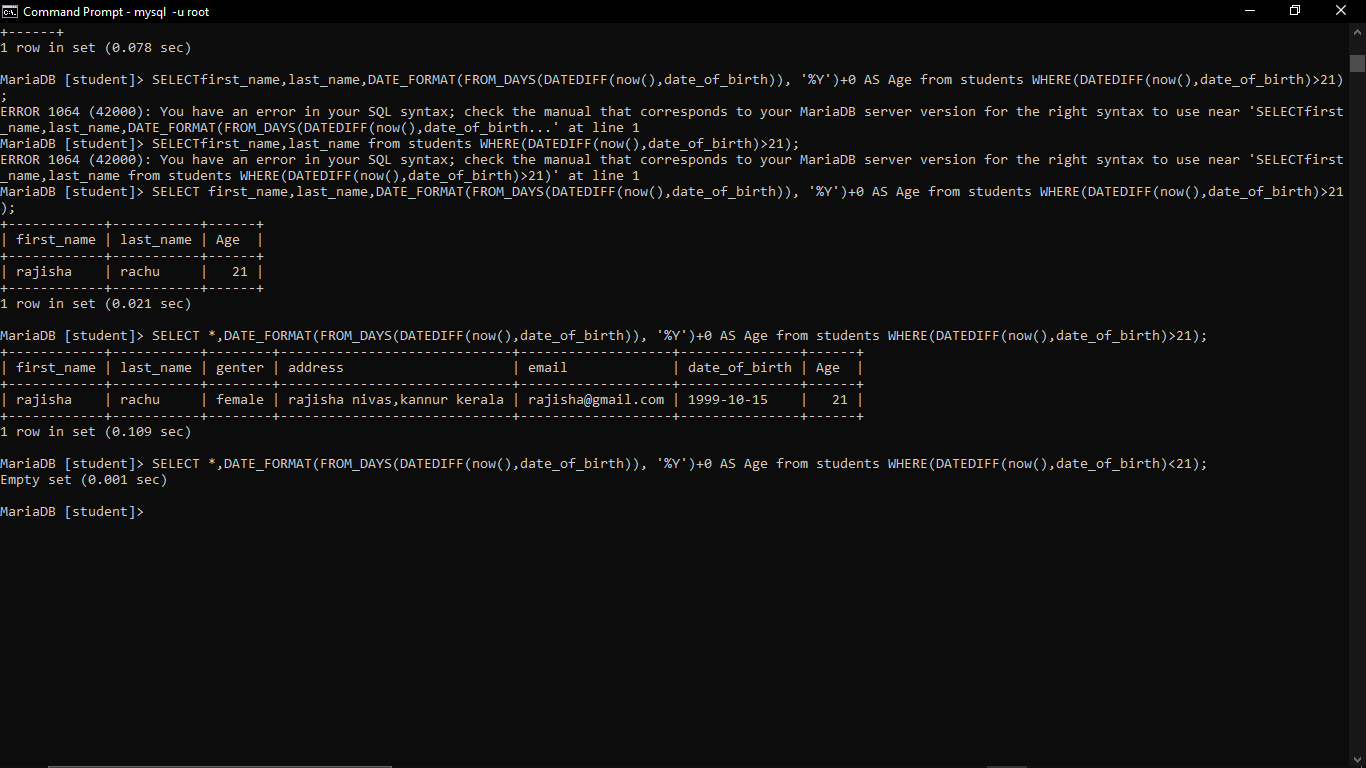 Command Prompt - mysql -u root
+------+
1 row in set (0.078 sec)
MariaDB [student]> SELECTfirst_name,last_name,DATE_FORMAT(FROM_DAYS(DATEDIFF(now(),date_of_birth)), '%Y')+0 AS Age from students WHERE(DATEDIFF(now(),date_of_birth)>21)
;
ERROR 1064 (42000): You have an error in your SQL syntax; check the manual that corresponds to your MariaDB server version for the right syntax to use near 'SELECTfirst
_name,last_name,DATE_FORMAT(FROM_DAYS(DATEDIFF(now(),date_of_birth...' at line 1
MariaDB [student]> SELECTfirst_name,last_name from students WHERE(DATEDIFF(now(),date_of_birth)>21);
ERROR 1064 (42000): You have an error in your SQL syntax; check the manual that corresponds to your MariaDB server version for the right syntax to use near 'SELECTfirst
_name,last_name from students WHERE(DATEDIFF(now(),date_of_birth)>21)' at line 1
MariaDB [student]> SELECT first_name,last_name,DATE_FORMAT(FROM_DAYS(DATEDIFF(now(),date_of_birth)), '%Y')+0 AS Age from students WHERE(DATEDIFF(now(),date_of_birth)>21
);
+------------+-----------+------+
| first_name | last_name | Age  |
+------------+-----------+------+
| rajisha    | rachu     |   21 |
+------------+-----------+------+
1 row in set (0.021 sec)
MariaDB [student]> SELECT *,DATE_FORMAT(FROM_DAYS(DATEDIFF(now(),date_of_birth)), '%Y')+0 AS Age from students WHERE(DATEDIFF(now(),date_of_birth)>21);
+------------+-----------+--------+-----------------------------+-------------------+---------------+------+
| first_name | last_name | genter | address                     | email             | date_of_birth | Age  |
+------------+-----------+--------+-----------------------------+-------------------+---------------+------+
| rajisha    | rachu     | female | rajisha nivas,kannur kerala | rajisha@gmail.com | 1999-10-15    |   21 |
+------------+-----------+--------+-----------------------------+-------------------+---------------+------+
1 row in set (0.109 sec)
MariaDB [student]> SELECT *,DATE_FORMAT(FROM_DAYS(DATEDIFF(now(),date_of_birth)), '%Y')+0 AS Age from students WHERE(DATEDIFF(now(),date_of_birth)<21);
Empty set (0.001 sec)
MariaDB [student]>